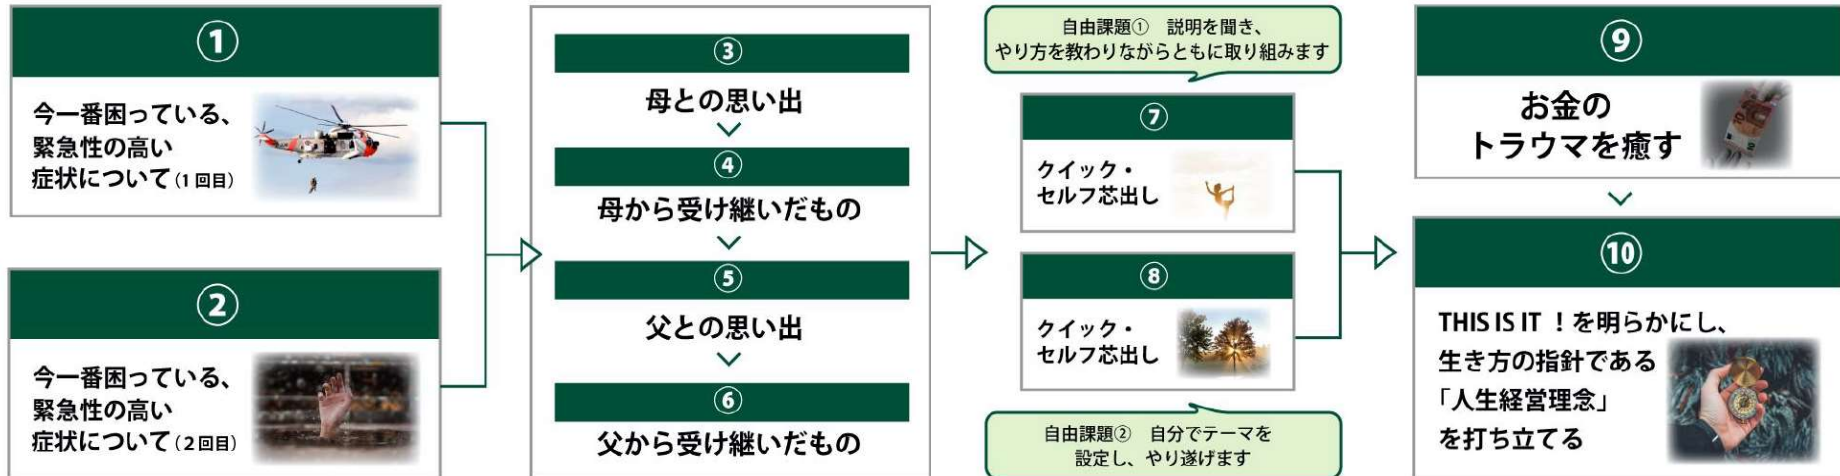 ①
今一番困っている、
緊急性の高い
症状について(1回目)
②
今一番困っている、
緊急性の高い
症状について(2回目)
③
母との思い出
④
母から受け継いだもの
⑤
父との思い出
⑥
父から受け継いだもの
自由課題① 説明を聞き、
やり方を教わりながらともに取り組みます
⑦
クイック・
セルフ芯出し
⑧
クイック・
セルフ芯出し
自由課題② 自分でテーマを
設定し、やり遂げます
⑨
お金の
トラウマを癒す
⑩
THIS IS IT !を明らかにし、
生き方の指針である
「人生経営理念」
を打ち立てる